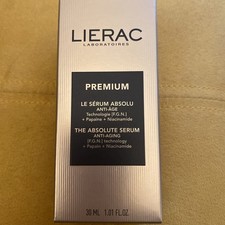 LIERAC
LABORATOIRES
PREMIUM
LE SÉRUM ABSOLU
ANTI-ÂGE
Technologie [F.G.N.]
+ Papaïne + Niacinamide
THE ABSOLUTE SERUM
ANTI-AGING
[F.G.N.] technology
+ Papain + Niacinamide
30 ML 1.01 FL.OZ.